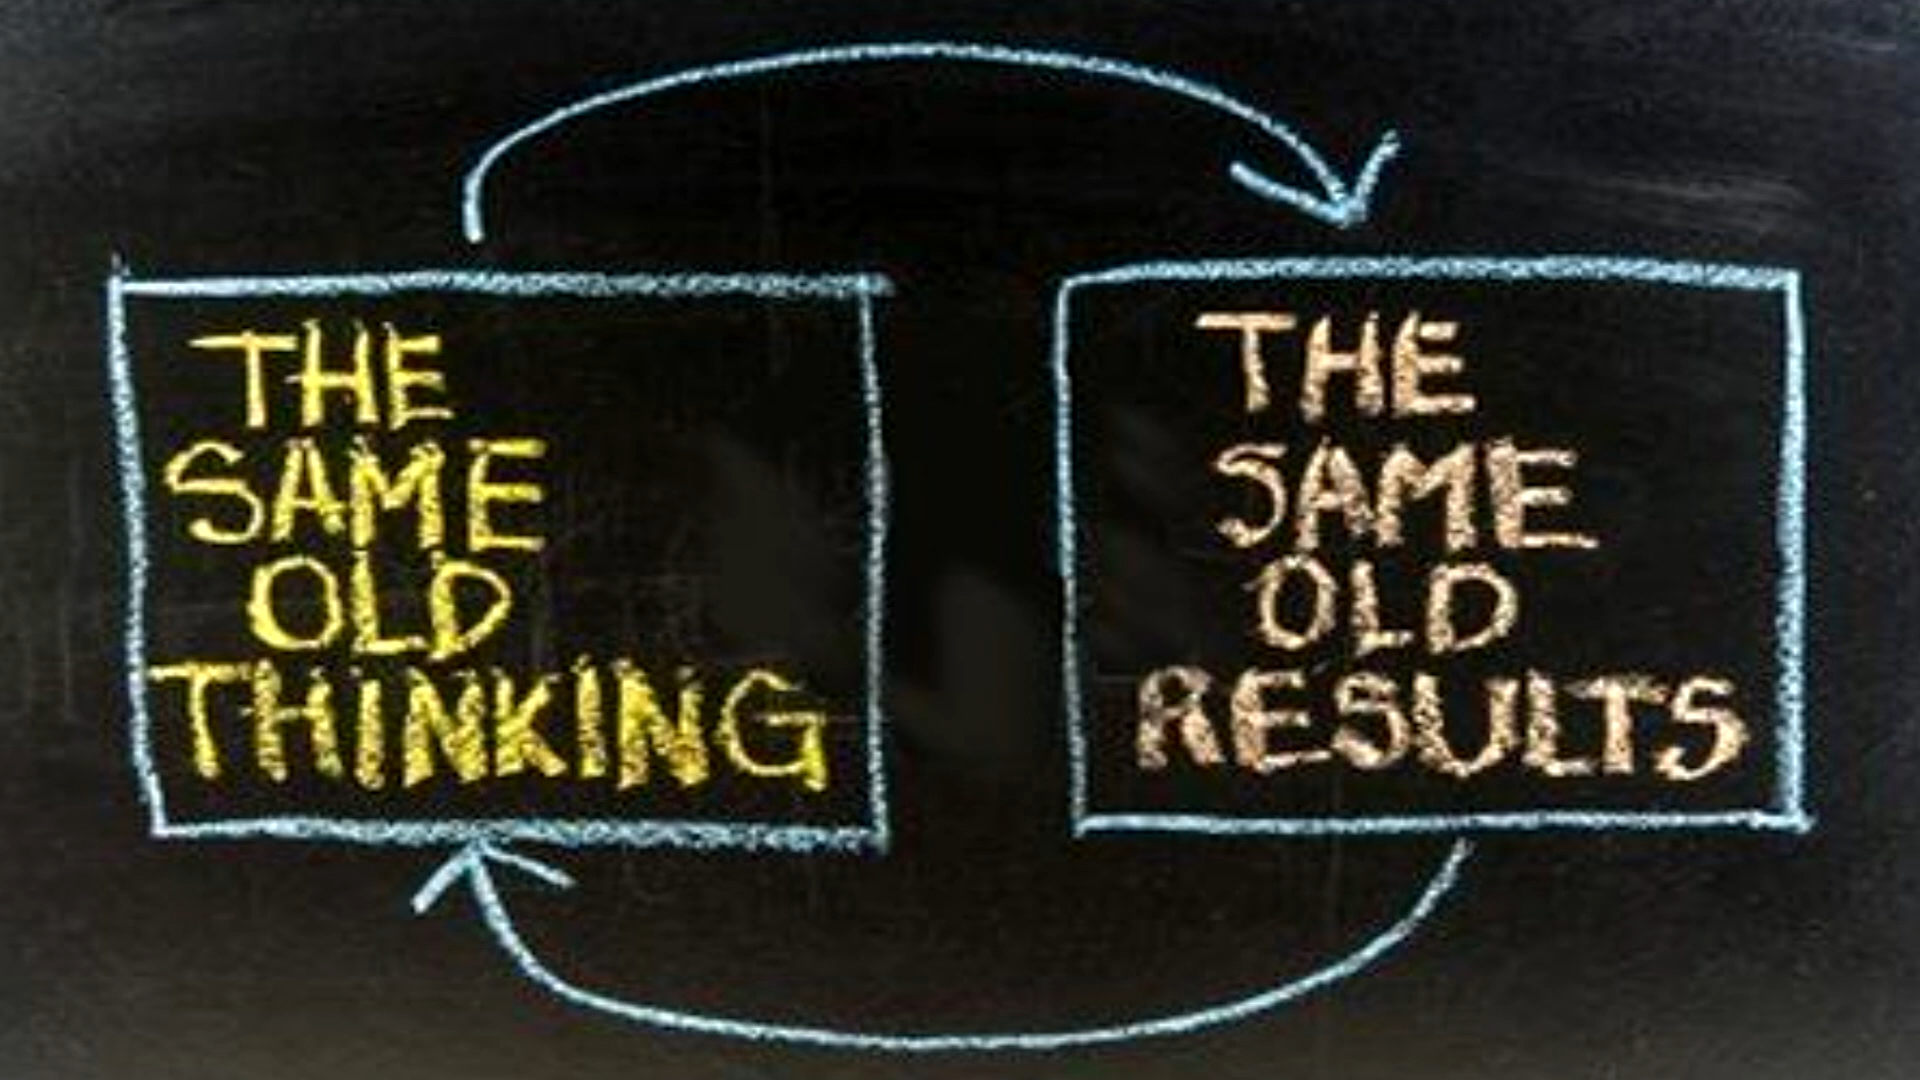 THE
SAME
OLD
THINKING
THE
SAME
OLD
RESULTS